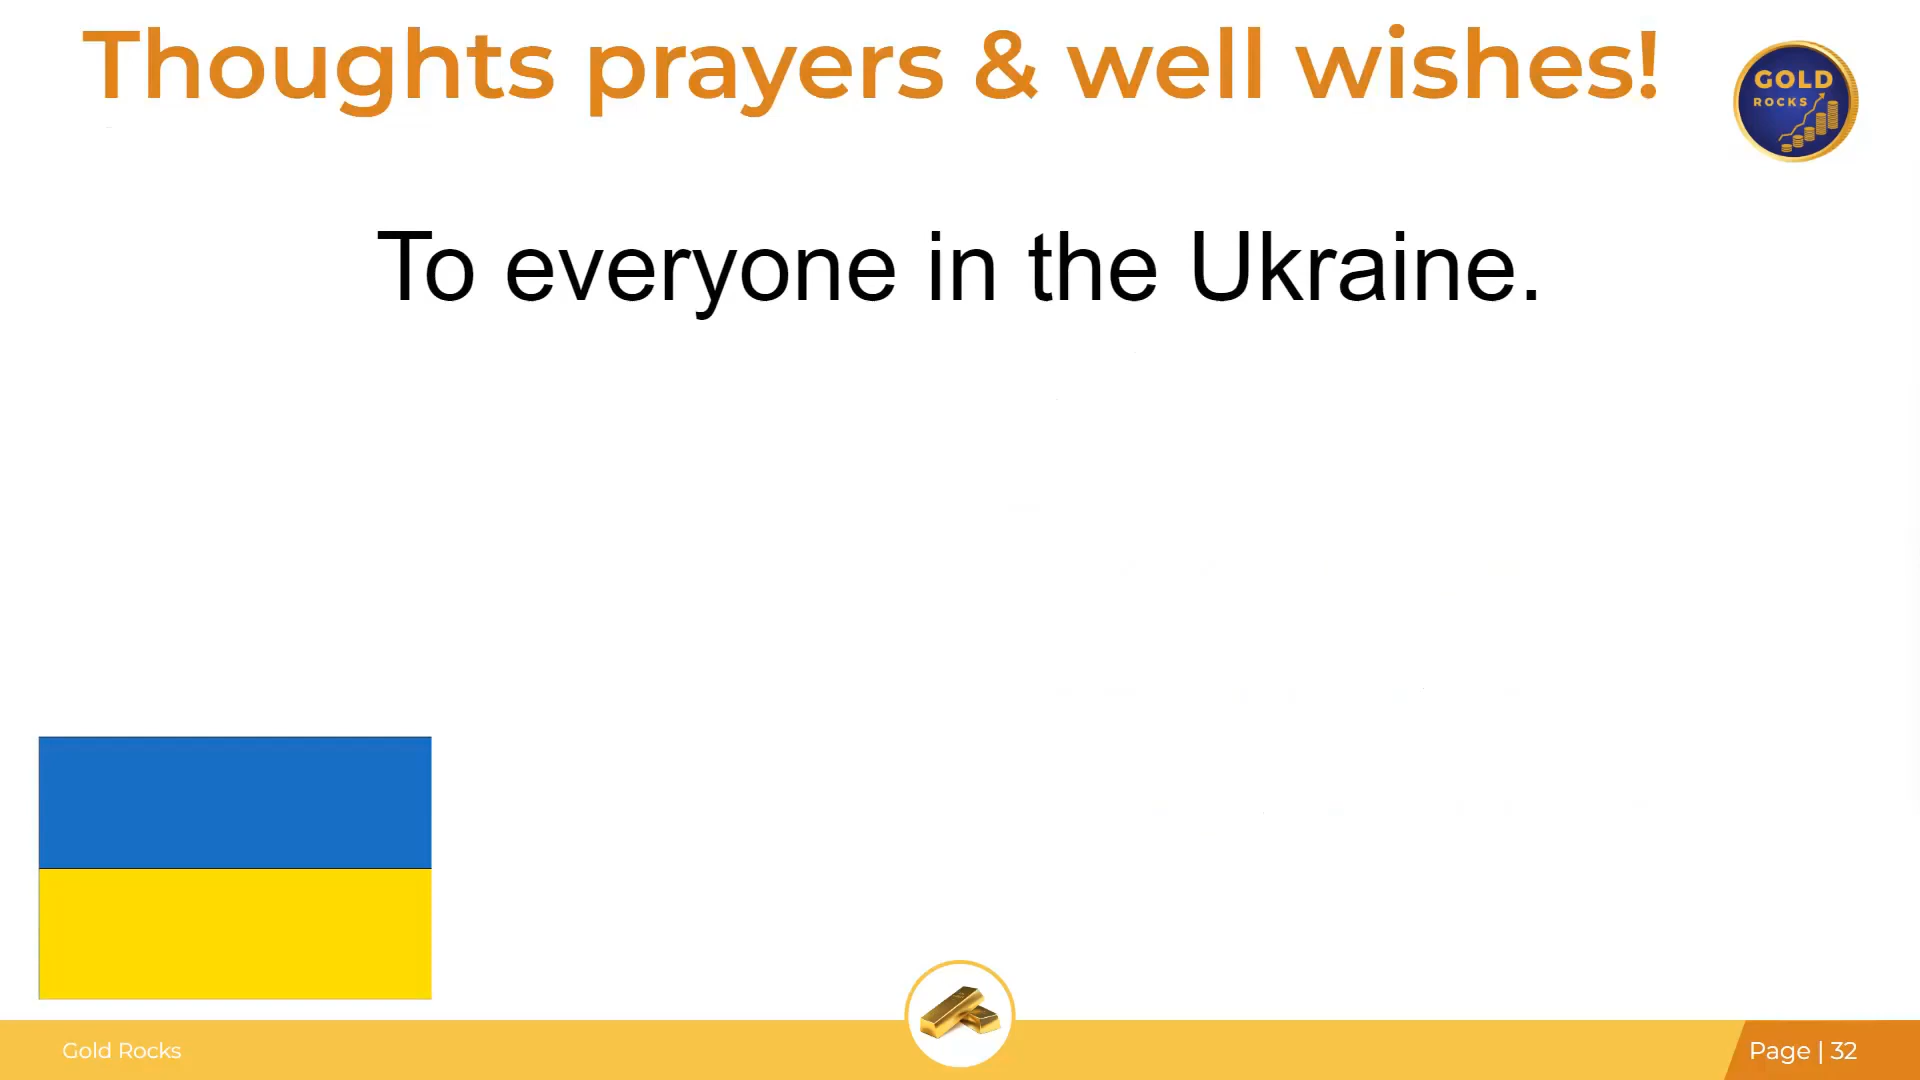 Thoughts prayers & well wishes!
GOLD
ROCKS
To everyone in the Ukraine.
Gold Rocks
Page | 32